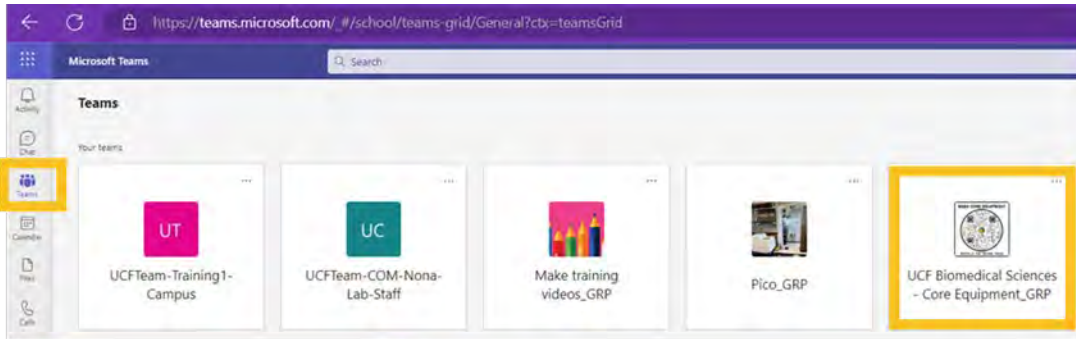 https://teams.microsoft.com/_#/school/teams-grid/General?ctx=teamsGrid
Microsoft Teams
Search
Activity
Chat
Teams
Calendar
Files
Calls
Teams
Your teams
UT
UCFTeam-Training1-
Campus
UC
UCFTeam-COM-Nona-
Lab-Staff
Make training
videos_GRP
Pico_GRP
UCF Biomedical Sciences
- Core Equipment_GRP